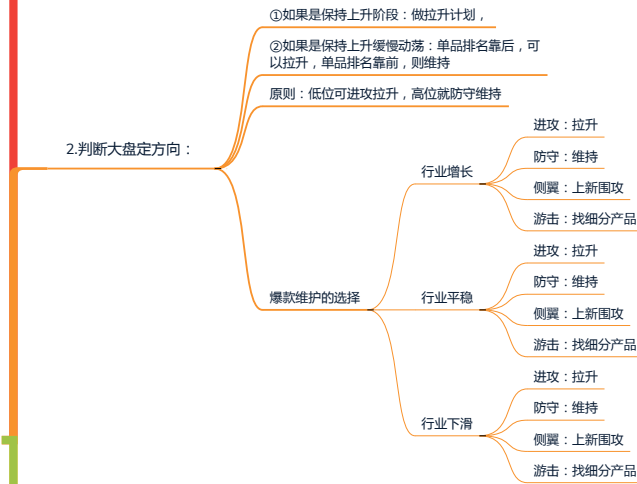 ①如果是保持上升阶段：做拉升计划，
②如果是保持上升缓慢动荡：单品排名靠后，可
以拉升，单品排名靠前，则维持
原则：低位可进攻拉升，高位就防守维持
2.判断大盘定方向：
爆款维护的选择
行业增长
进攻：拉升
防守：维持
侧翼：上新围攻
游击：找细分产品
行业平稳
进攻：拉升
防守：维持
侧翼：上新围攻
游击：找细分产品
行业下滑
进攻：拉升
防守：维持
侧翼：上新围攻
游击：找细分产品